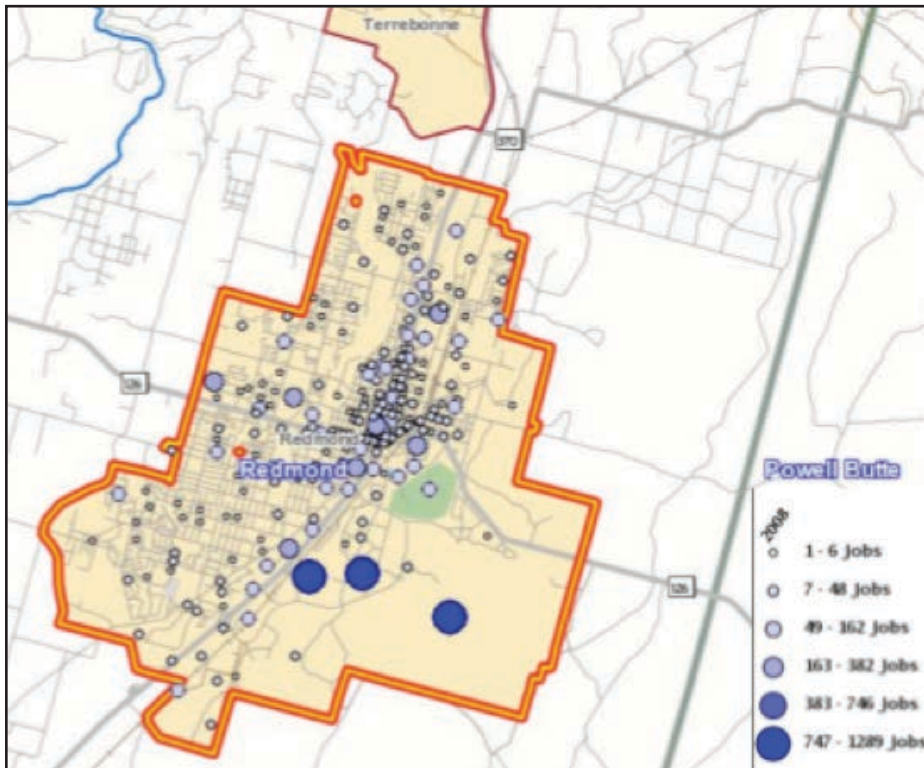 Terrebonne
370
126
Redmond
Redmond
Powell Butte
2008
1 - 6 Jobs
7 - 48 Jobs
49 - 162 Jobs
126
163 - 382 Jobs
383 - 746 Jobs
747 - 1289 Jobs